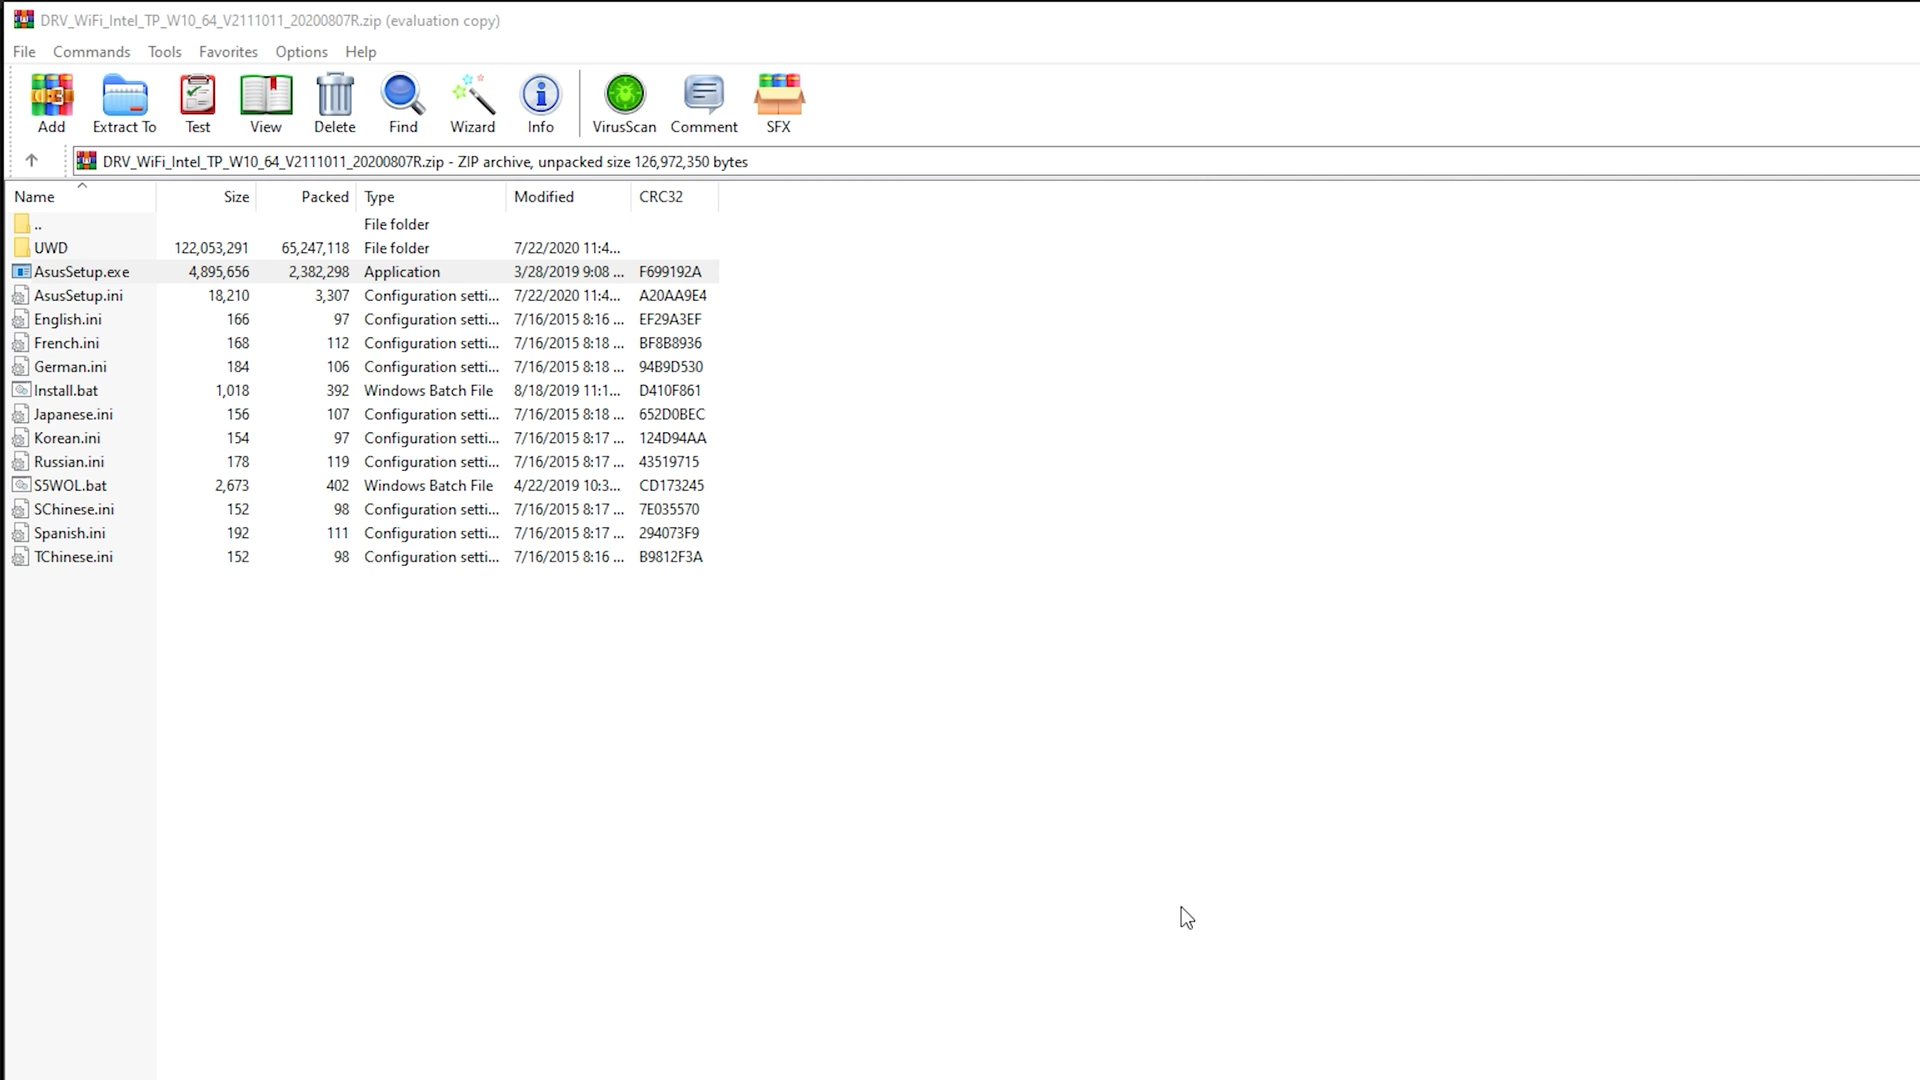 DRV_WiFi_Intel_TP_W10_64_V2111011_20200807R.zip (evaluation copy)
File Commands Tools Favorites Options Help
Add Extract To Test View Delete Find Wizard Info VirusScan Comment SFX
DRV_WiFi_Intel_TP_W10_64_V2111011_20200807R.zip - ZIP archive, unpacked size 126,972,350 bytes
Name Size Packed Type Modified CRC32
.. File folder
UWD 122,053,291 65,247,118 File folder 7/22/2020 11:4...
AsusSetup.exe 4,895,656 2,382,298 Application 3/28/2019 9:08 ... F699192A
AsusSetup.ini 18,210 3,307 Configuration setti... 7/22/2020 11:4... A20AA9E4
English.ini 166 97 Configuration setti... 7/16/2015 8:16 ... EF29A3EF
French.ini 168 112 Configuration setti... 7/16/2015 8:18 ... BF8B8936
German.ini 184 106 Configuration setti... 7/16/2015 8:18 ... 94B9D530
Install.bat 1,018 392 Windows Batch File 8/18/2019 11:1... D410F861
Japanese.ini 156 107 Configuration setti... 7/16/2015 8:18 ... 652D0BEC
Korean.ini 154 97 Configuration setti... 7/16/2015 8:17 ... 124D94AA
Russian.ini 178 119 Configuration setti... 7/16/2015 8:17 ... 43519715
S5WOL.bat 2,673 402 Windows Batch File 4/22/2019 10:3... CD173245
SChinese.ini 152 98 Configuration setti... 7/16/2015 8:17 ... 7E035570
Spanish.ini 192 111 Configuration setti... 7/16/2015 8:17 ... 294073F9
TChinese.ini 152 98 Configuration setti... 7/16/2015 8:16 ... B9812F3A